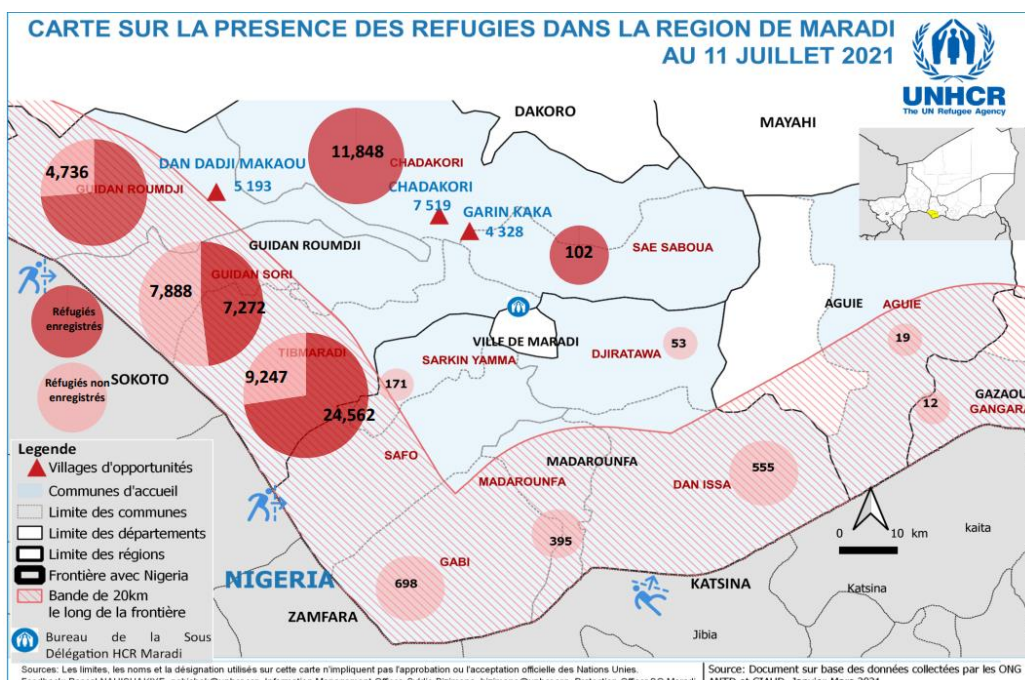 CARTE SUR LA PRESENCE DES REFUGIES DANS LA REGION DE MARADI
AU 11 JUILLET 2021
UNHCR
The UN Refugee Agency
DAKORO
MAYAHI
11,848
CHADAKORI
4,736
GUIDAN ROUMDJI
DAN DADJI MAKAOU
5 193
CHADAKORI
7 519
GARIN KAKA
4 328
GUIDAN ROUMDJI
102
SAE SABOUA
GUIDAN SORI
7,888
7,272
Réfugiés
enregistrés
AGUIE
AGUIE
19
VILLE DE MARADI
53
DJIRATAWA
TIBMARADI
SARKIN YAMMA
9,247
171
24,562
Réfugiés non
enregistrés
SOKOTO
GAZAOU
12
GANGARA
SAFO
MADAROUNFA
MADAROUNFA
DAN ISSA
555
Legende
Villages d'opportunités
Communes d'accueil
Limite des communes
Limite des départements
Limite des régions
Frontière avec Nigeria
Bande de 20km
le long de la frontière
Bureau de la Sous
Délégation HCR Maradi
0 10 km
kaita
395
GABI
698
NIGERIA
ZAMFARA
KATSINA
Katsina
Jibia
Sources: Les limites, les noms et la désignation utilisés sur cette carte n'impliquent pas l'approbation ou l'acceptation officielle des Nations Unies.
Source: Document sur base des données collectées par les ONG